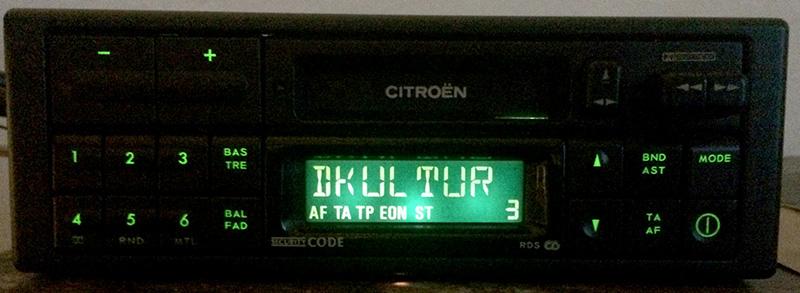 − +
CITROËN
1 2 3 BAS TRE
BND AST MODE
DKULTUR
AF TA TP EON ST 3
4 5 6 BAL FAD
TA AF
RND MTL
SECURITY CODE
RDS